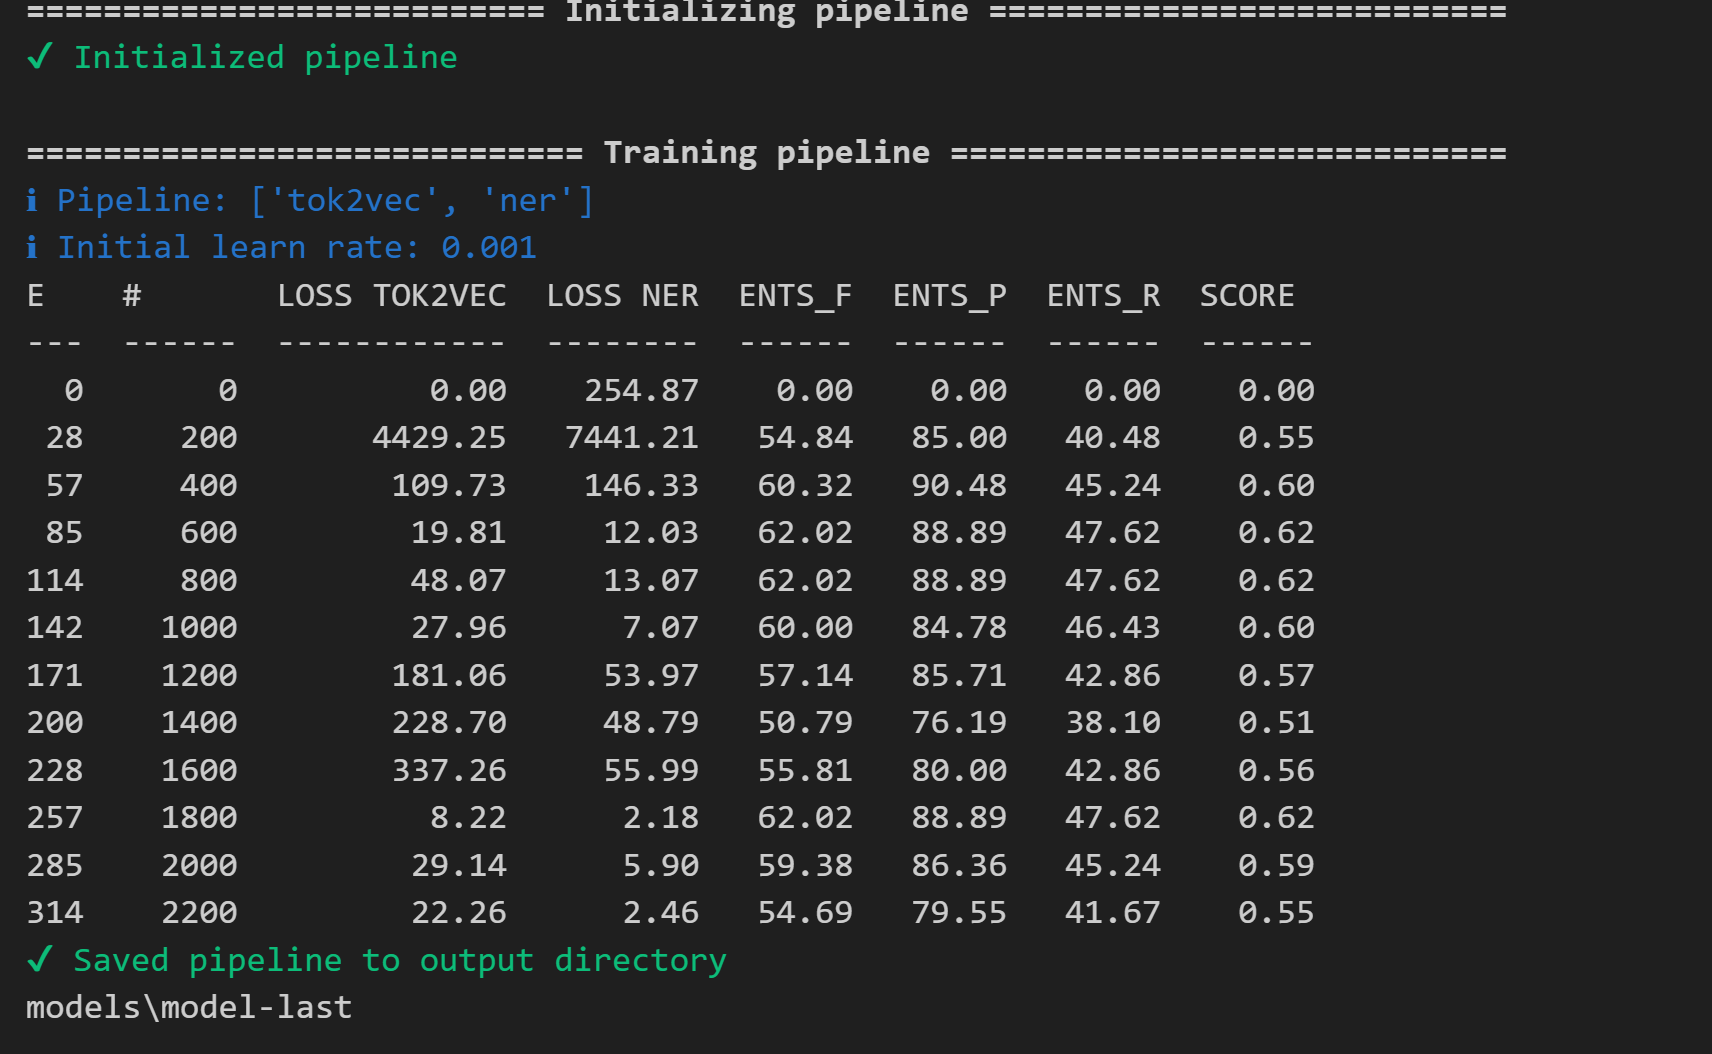 =========================== Initializing pipeline ===========================
✔ Initialized pipeline
============================= Training pipeline =============================
ℹ Pipeline: ['tok2vec', 'ner']
ℹ Initial learn rate: 0.001
E    #       LOSS TOK2VEC  LOSS NER  ENTS_F  ENTS_P  ENTS_R  SCORE
---  ------  ------------  --------  ------  ------  ------  ------
  0       0          0.00    254.87    0.00    0.00    0.00    0.00
 28     200       4429.25   7441.21   54.84   85.00   40.48    0.55
 57     400        109.73    146.33   60.32   90.48   45.24    0.60
 85     600         19.81     12.03   62.02   88.89   47.62    0.62
114     800         48.07     13.07   62.02   88.89   47.62    0.62
142    1000         27.96      7.07   60.00   84.78   46.43    0.60
171    1200        181.06     53.97   57.14   85.71   42.86    0.57
200    1400        228.70     48.79   50.79   76.19   38.10    0.51
228    1600        337.26     55.99   55.81   80.00   42.86    0.56
257    1800          8.22      2.18   62.02   88.89   47.62    0.62
285    2000         29.14      5.90   59.38   86.36   45.24    0.59
314    2200         22.26      2.46   54.69   79.55   41.67    0.55
✔ Saved pipeline to output directory
models\model-last